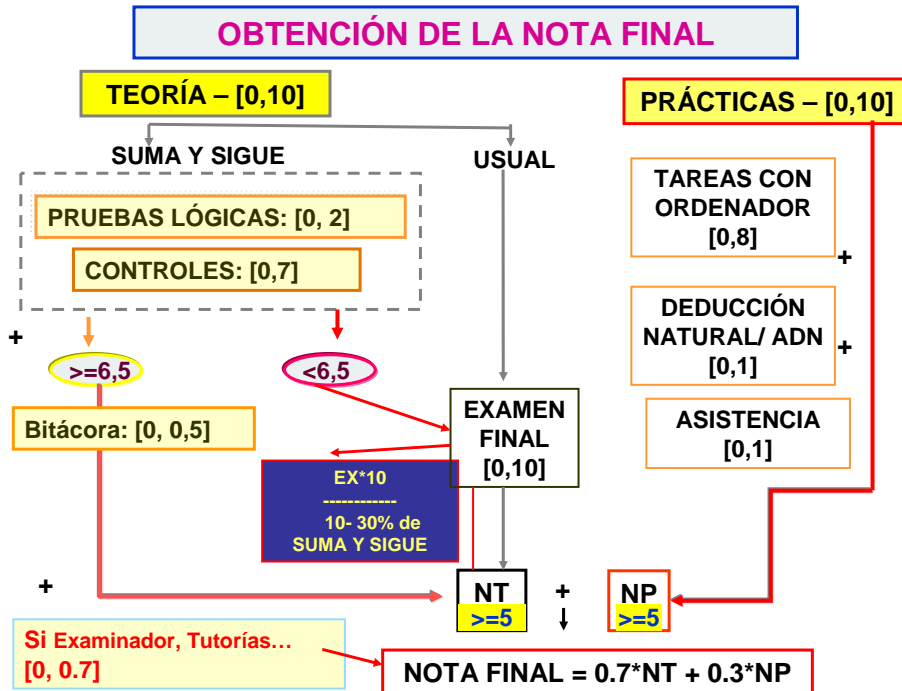 OBTENCIÓN DE LA NOTA FINAL
TEORÍA – [0,10]
PRÁCTICAS – [0,10]
SUMA Y SIGUE
USUAL
PRUEBAS LÓGICAS: [0, 2]
CONTROLES: [0,7]
TAREAS CON
ORDENADOR
[0,8]
+
+
>=6,5
<6,5
DEDUCCIÓN
NATURAL/ ADN
[0,1]
+
Bitácora: [0, 0,5]
EXAMEN
FINAL
[0,10]
ASISTENCIA
[0,1]
EX*10
------------
10- 30% de
SUMA Y SIGUE
+
NT
>=5
+
NP
>=5
Si Examinador, Tutorías...
[0, 0.7]
NOTA FINAL = 0.7*NT + 0.3*NP